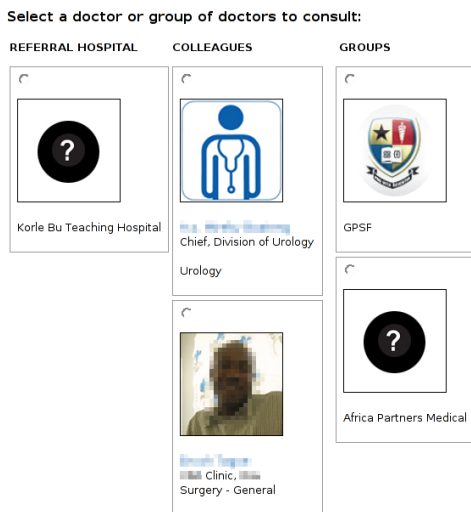 Select a doctor or group of doctors to consult:
REFERRAL HOSPITAL
COLLEAGUES
GROUPS
?
Korle Bu Teaching Hospital
Chief, Division of Urology
Urology
Clinic,
Surgery - General
GPSF
?
Africa Partners Medical